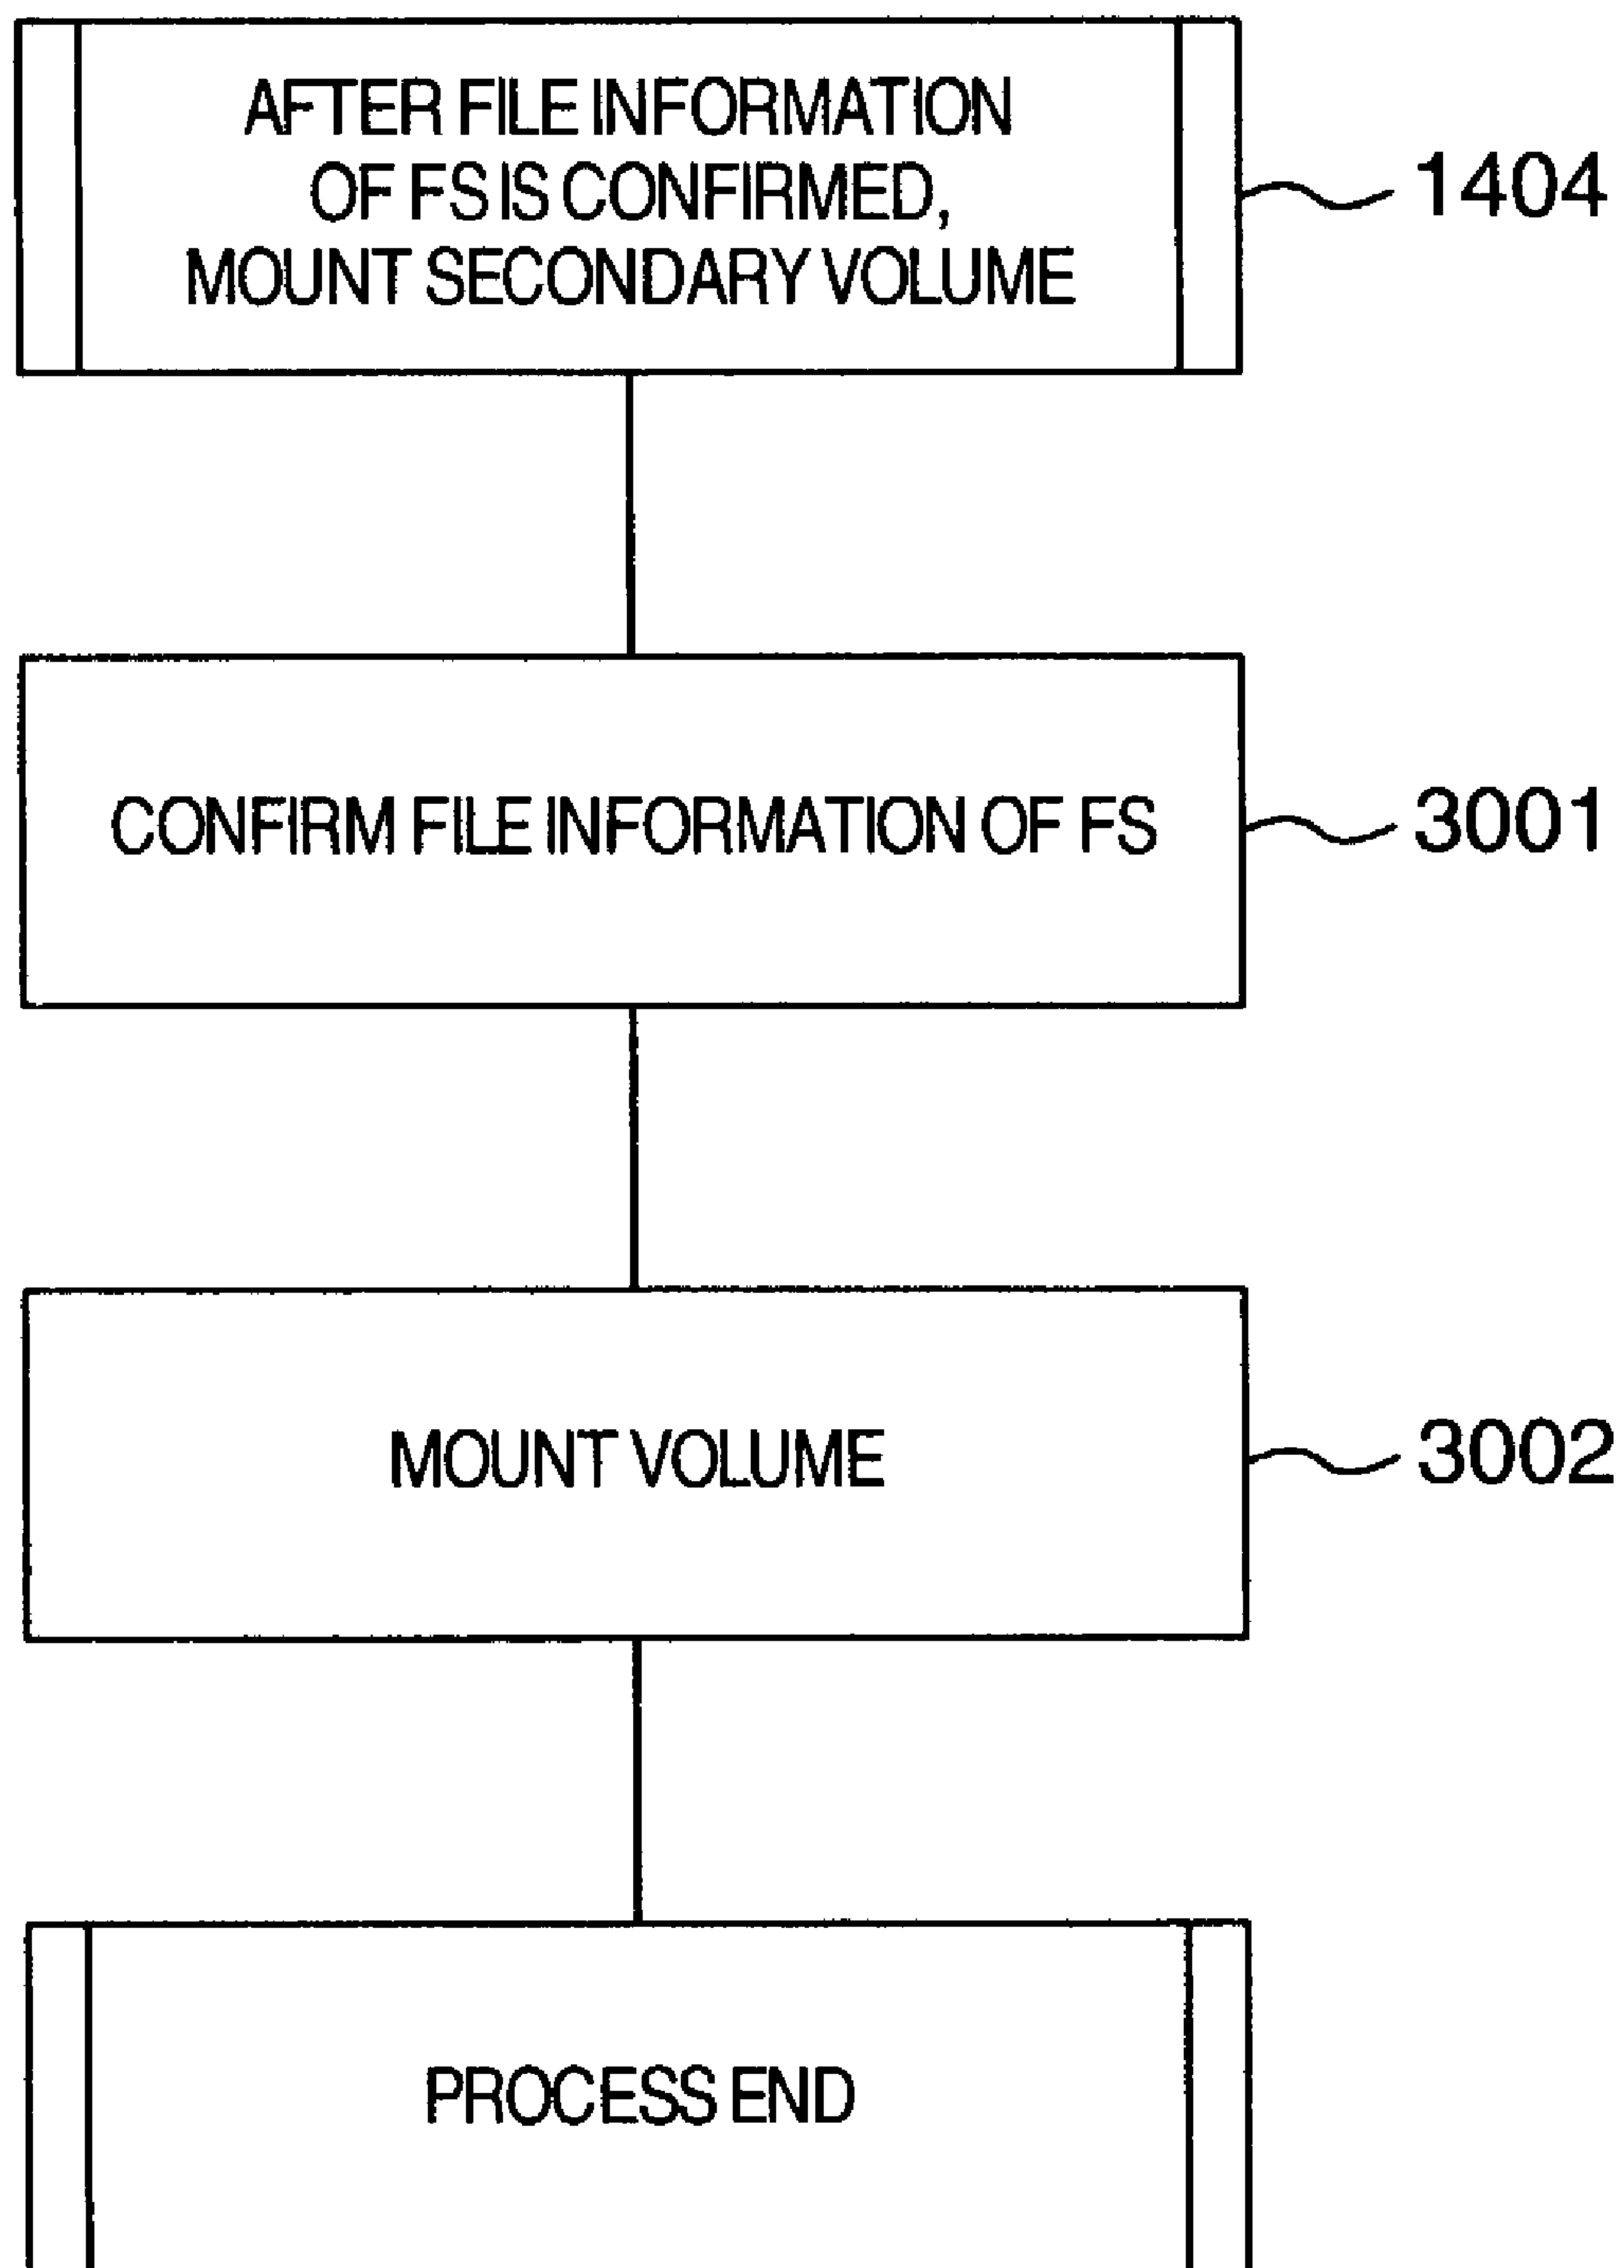 AFTER FILE INFORMATION
OF FS IS CONFIRMED,
MOUNT SECONDARY VOLUME
1404
CONFIRM FILE INFORMATION OF FS
3001
MOUNT VOLUME
3002
PROCESS END